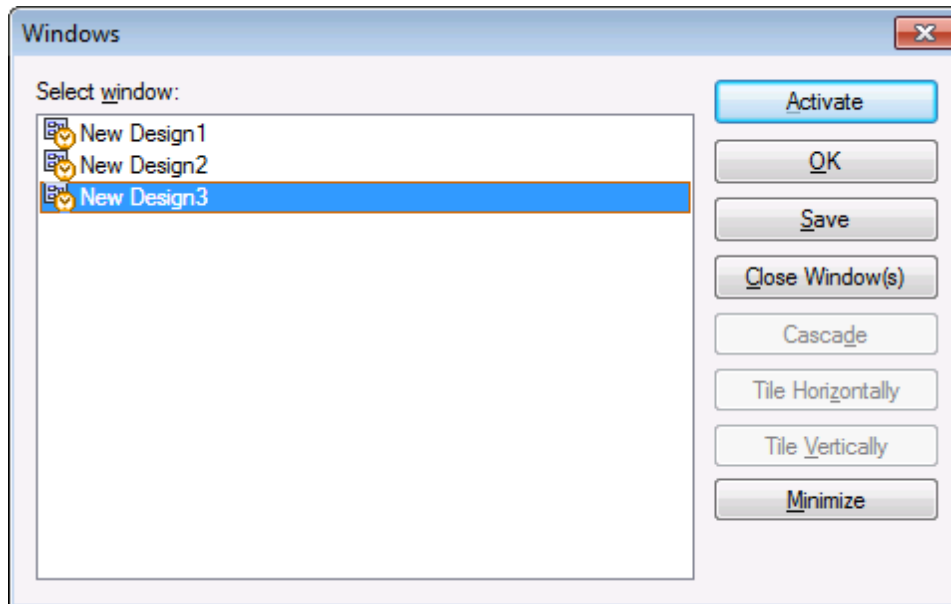 Windows
Select window:
New Design1
New Design2
New Design3
Activate
OK
Save
Close Window(s)
Cascade
Tile Horizontally
Tile Vertically
Minimize